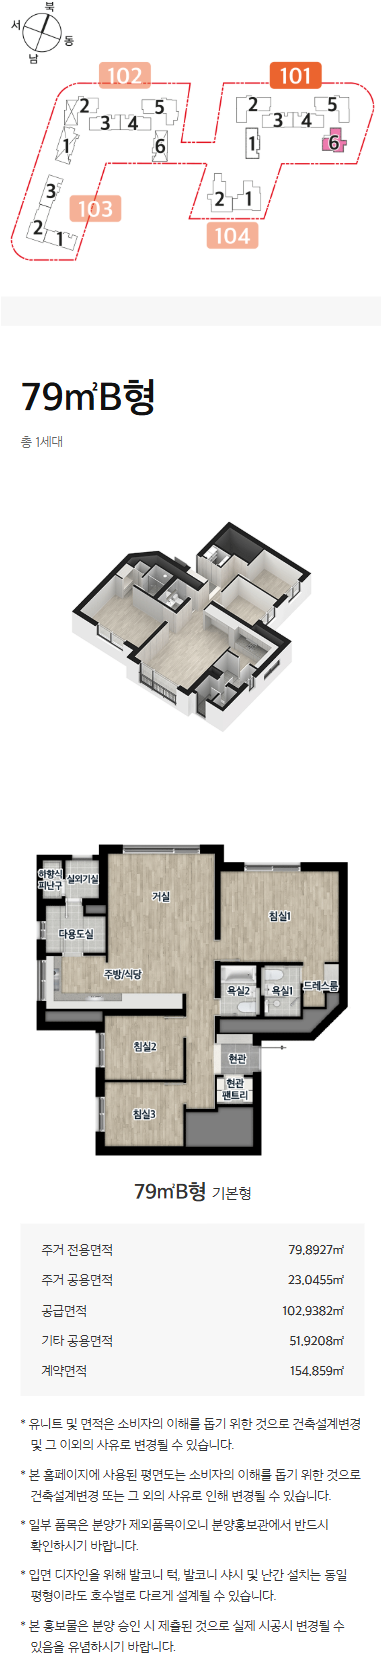 북
서
동
남
102
101
2
5
3
4
1
6
2
5
3
4
1
6
3
103
2
1
2
1
104
79㎡B형
총 1세대
하향식
피난구
실외기실
거실
침실1
다용도실
주방/식당
욕실2
욕실1
드레스룸
침실2
현관
현관
팬트리
침실3
79㎡B형 기본형
주거 전용면적 79.8927㎡
주거 공용면적 23.0455㎡
공급면적 102.9382㎡
기타 공용면적 51.9208㎡
계약면적 154.859㎡
* 유니트 및 면적은 소비자의 이해를 돕기 위한 것으로 건축설계변경
및 그 이외의 사유로 변경될 수 있습니다.
* 본 홈페이지에 사용된 평면도는 소비자의 이해를 돕기 위한 것으로
건축설계변경 또는 그 외의 사유로 인해 변경될 수 있습니다.
* 일부 품목은 분양가 제외품목이오니 분양홍보관에서 반드시
확인하시기 바랍니다.
* 입면 디자인을 위해 발코니 턱, 발코니 샤시 및 난간 설치는 동일
평형이라도 호수별로 다르게 설계될 수 있습니다.
* 본 홍보물은 분양 승인 시 제출된 것으로 실제 시공시 변경될 수
있음을 유념하시기 바랍니다.